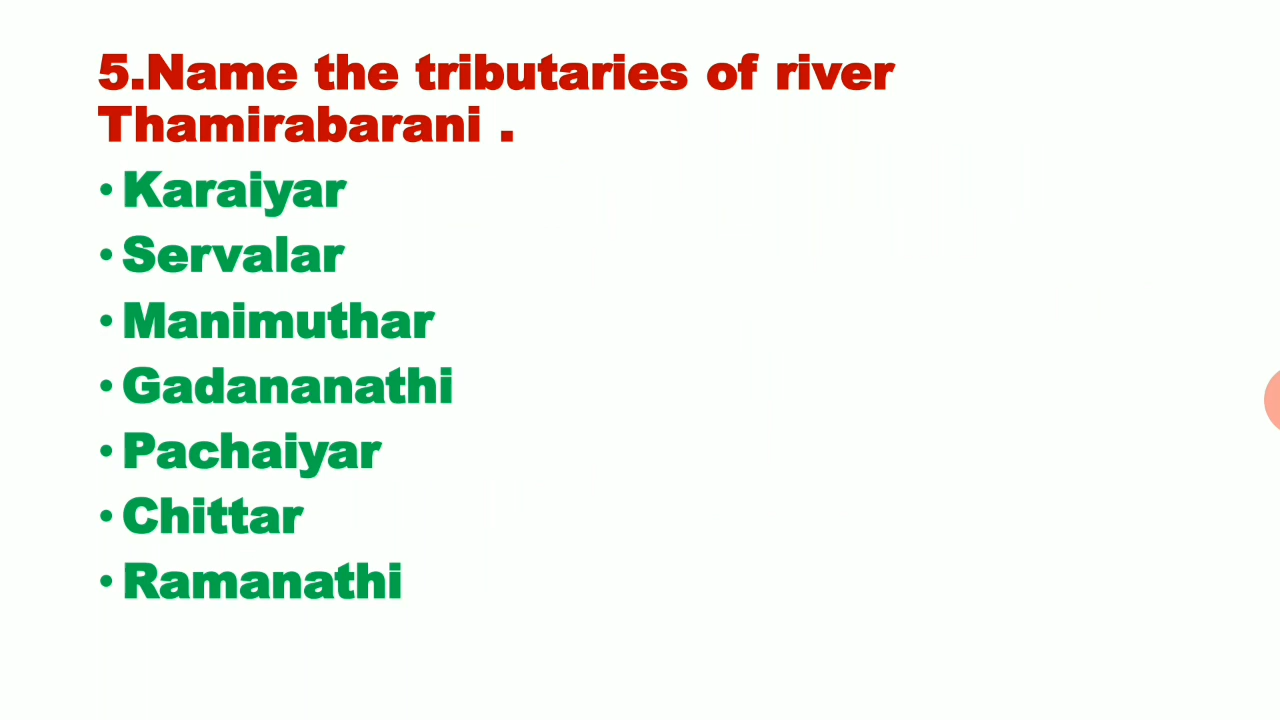 5.Name the tributaries of river
Thamirabarani .
• Karaiyar
• Servalar
• Manimuthar
• Gadananathi
• Pachaiyar
• Chittar
• Ramanathi